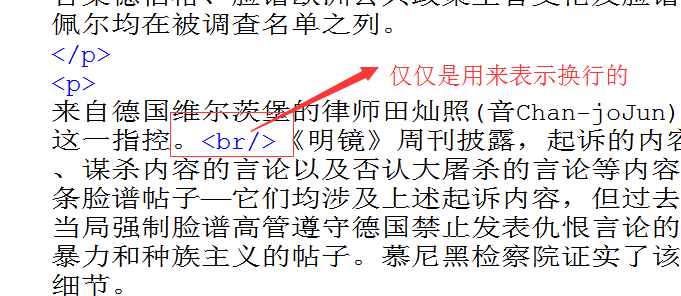 佩尔均在被调查名单之列。
</p>
<p>
仅仅是用来表示换行的
来自德国维尔茨堡的律师田灿照(音Chan-joJun)
这一指控。<br/>《明镜》周刊披露，起诉的内容
、谋杀内容的言论以及否认大屠杀的言论等内容
条脸谱帖子—它们均涉及上述起诉内容，但过去
当局强制脸谱高管遵守德国禁止发表仇恨言论的
暴力和种族主义的帖子。慕尼黑检察院证实了该
细节。